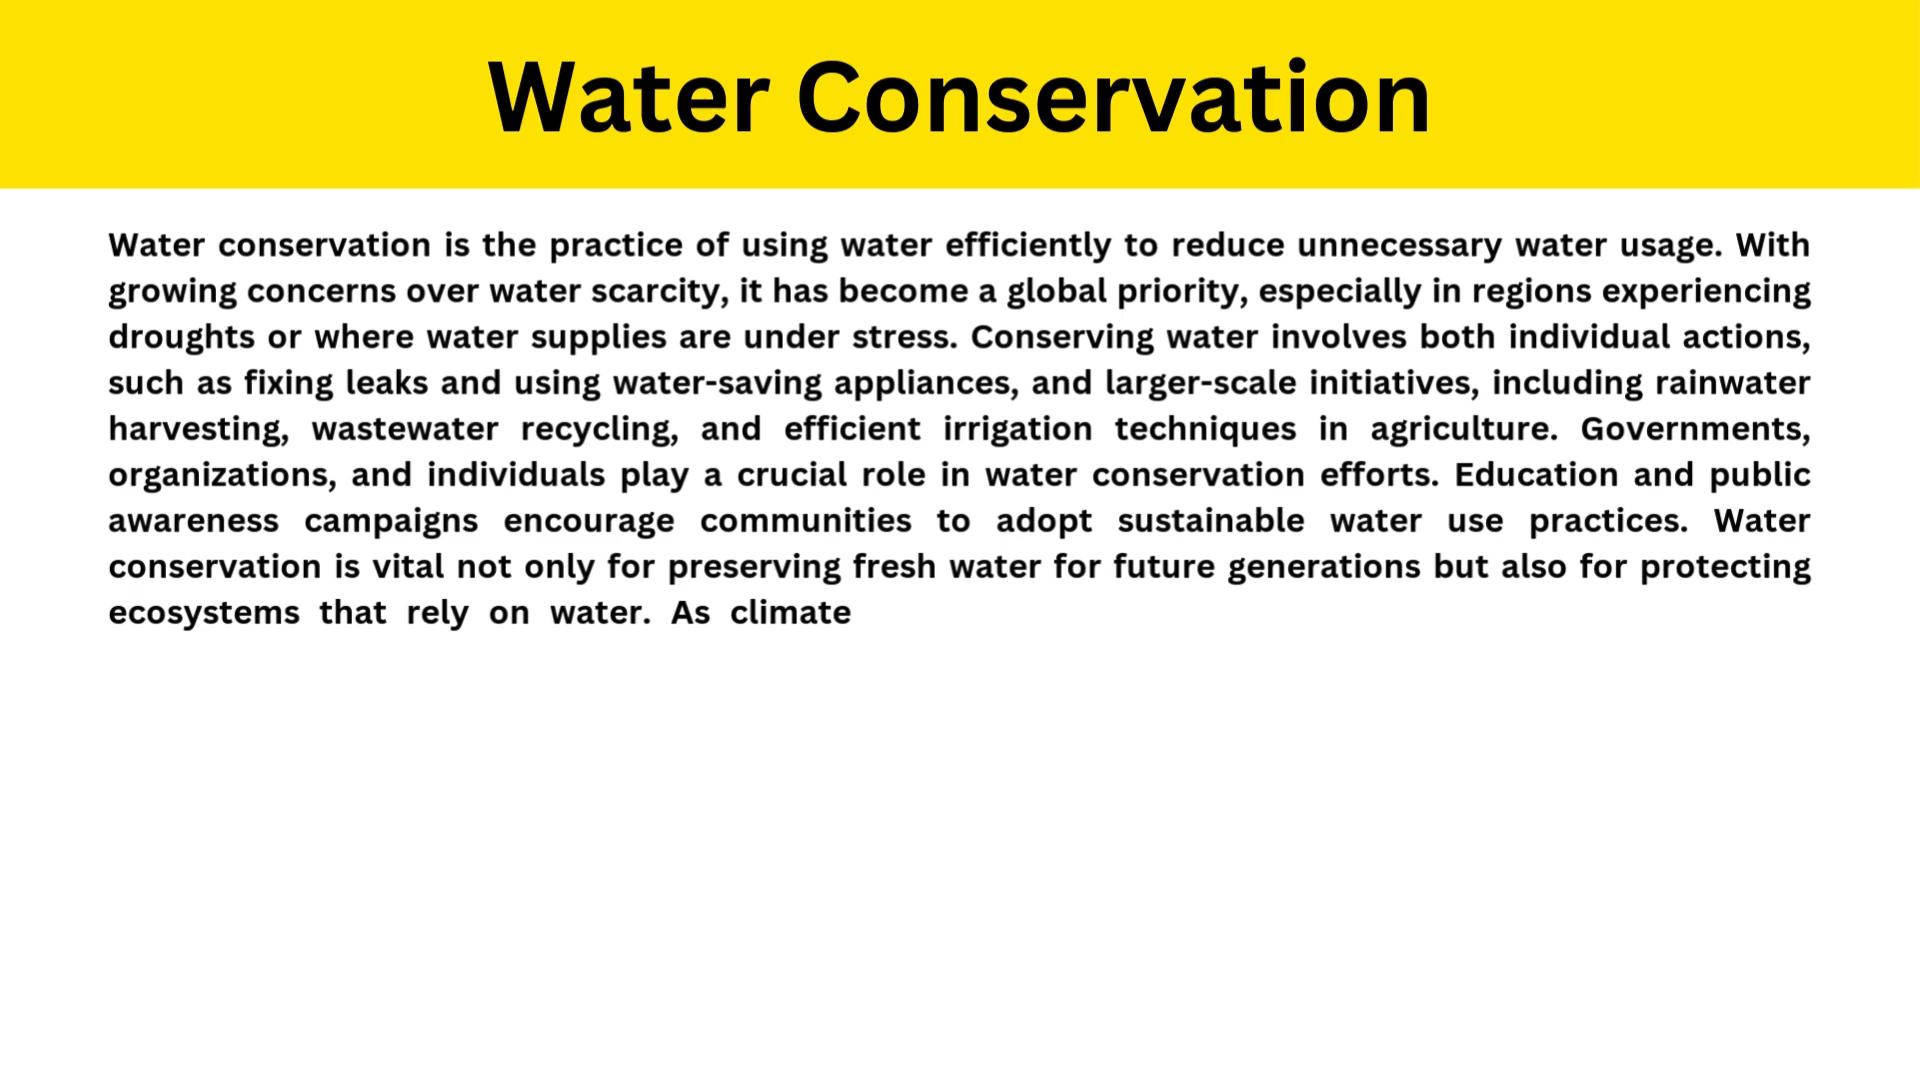 Water Conservation
Water conservation is the practice of using water efficiently to reduce unnecessary water usage. With
growing concerns over water scarcity, it has become a global priority, especially in regions experiencing
droughts or where water supplies are under stress. Conserving water involves both individual actions,
such as fixing leaks and using water-saving appliances, and larger-scale initiatives, including rainwater
harvesting, wastewater recycling, and efficient irrigation techniques in agriculture. Governments,
organizations, and individuals play a crucial role in water conservation efforts. Education and public
awareness campaigns encourage communities to adopt sustainable water use practices. Water
conservation is vital not only for preserving fresh water for future generations but also for protecting
ecosystems that rely on water. As climate